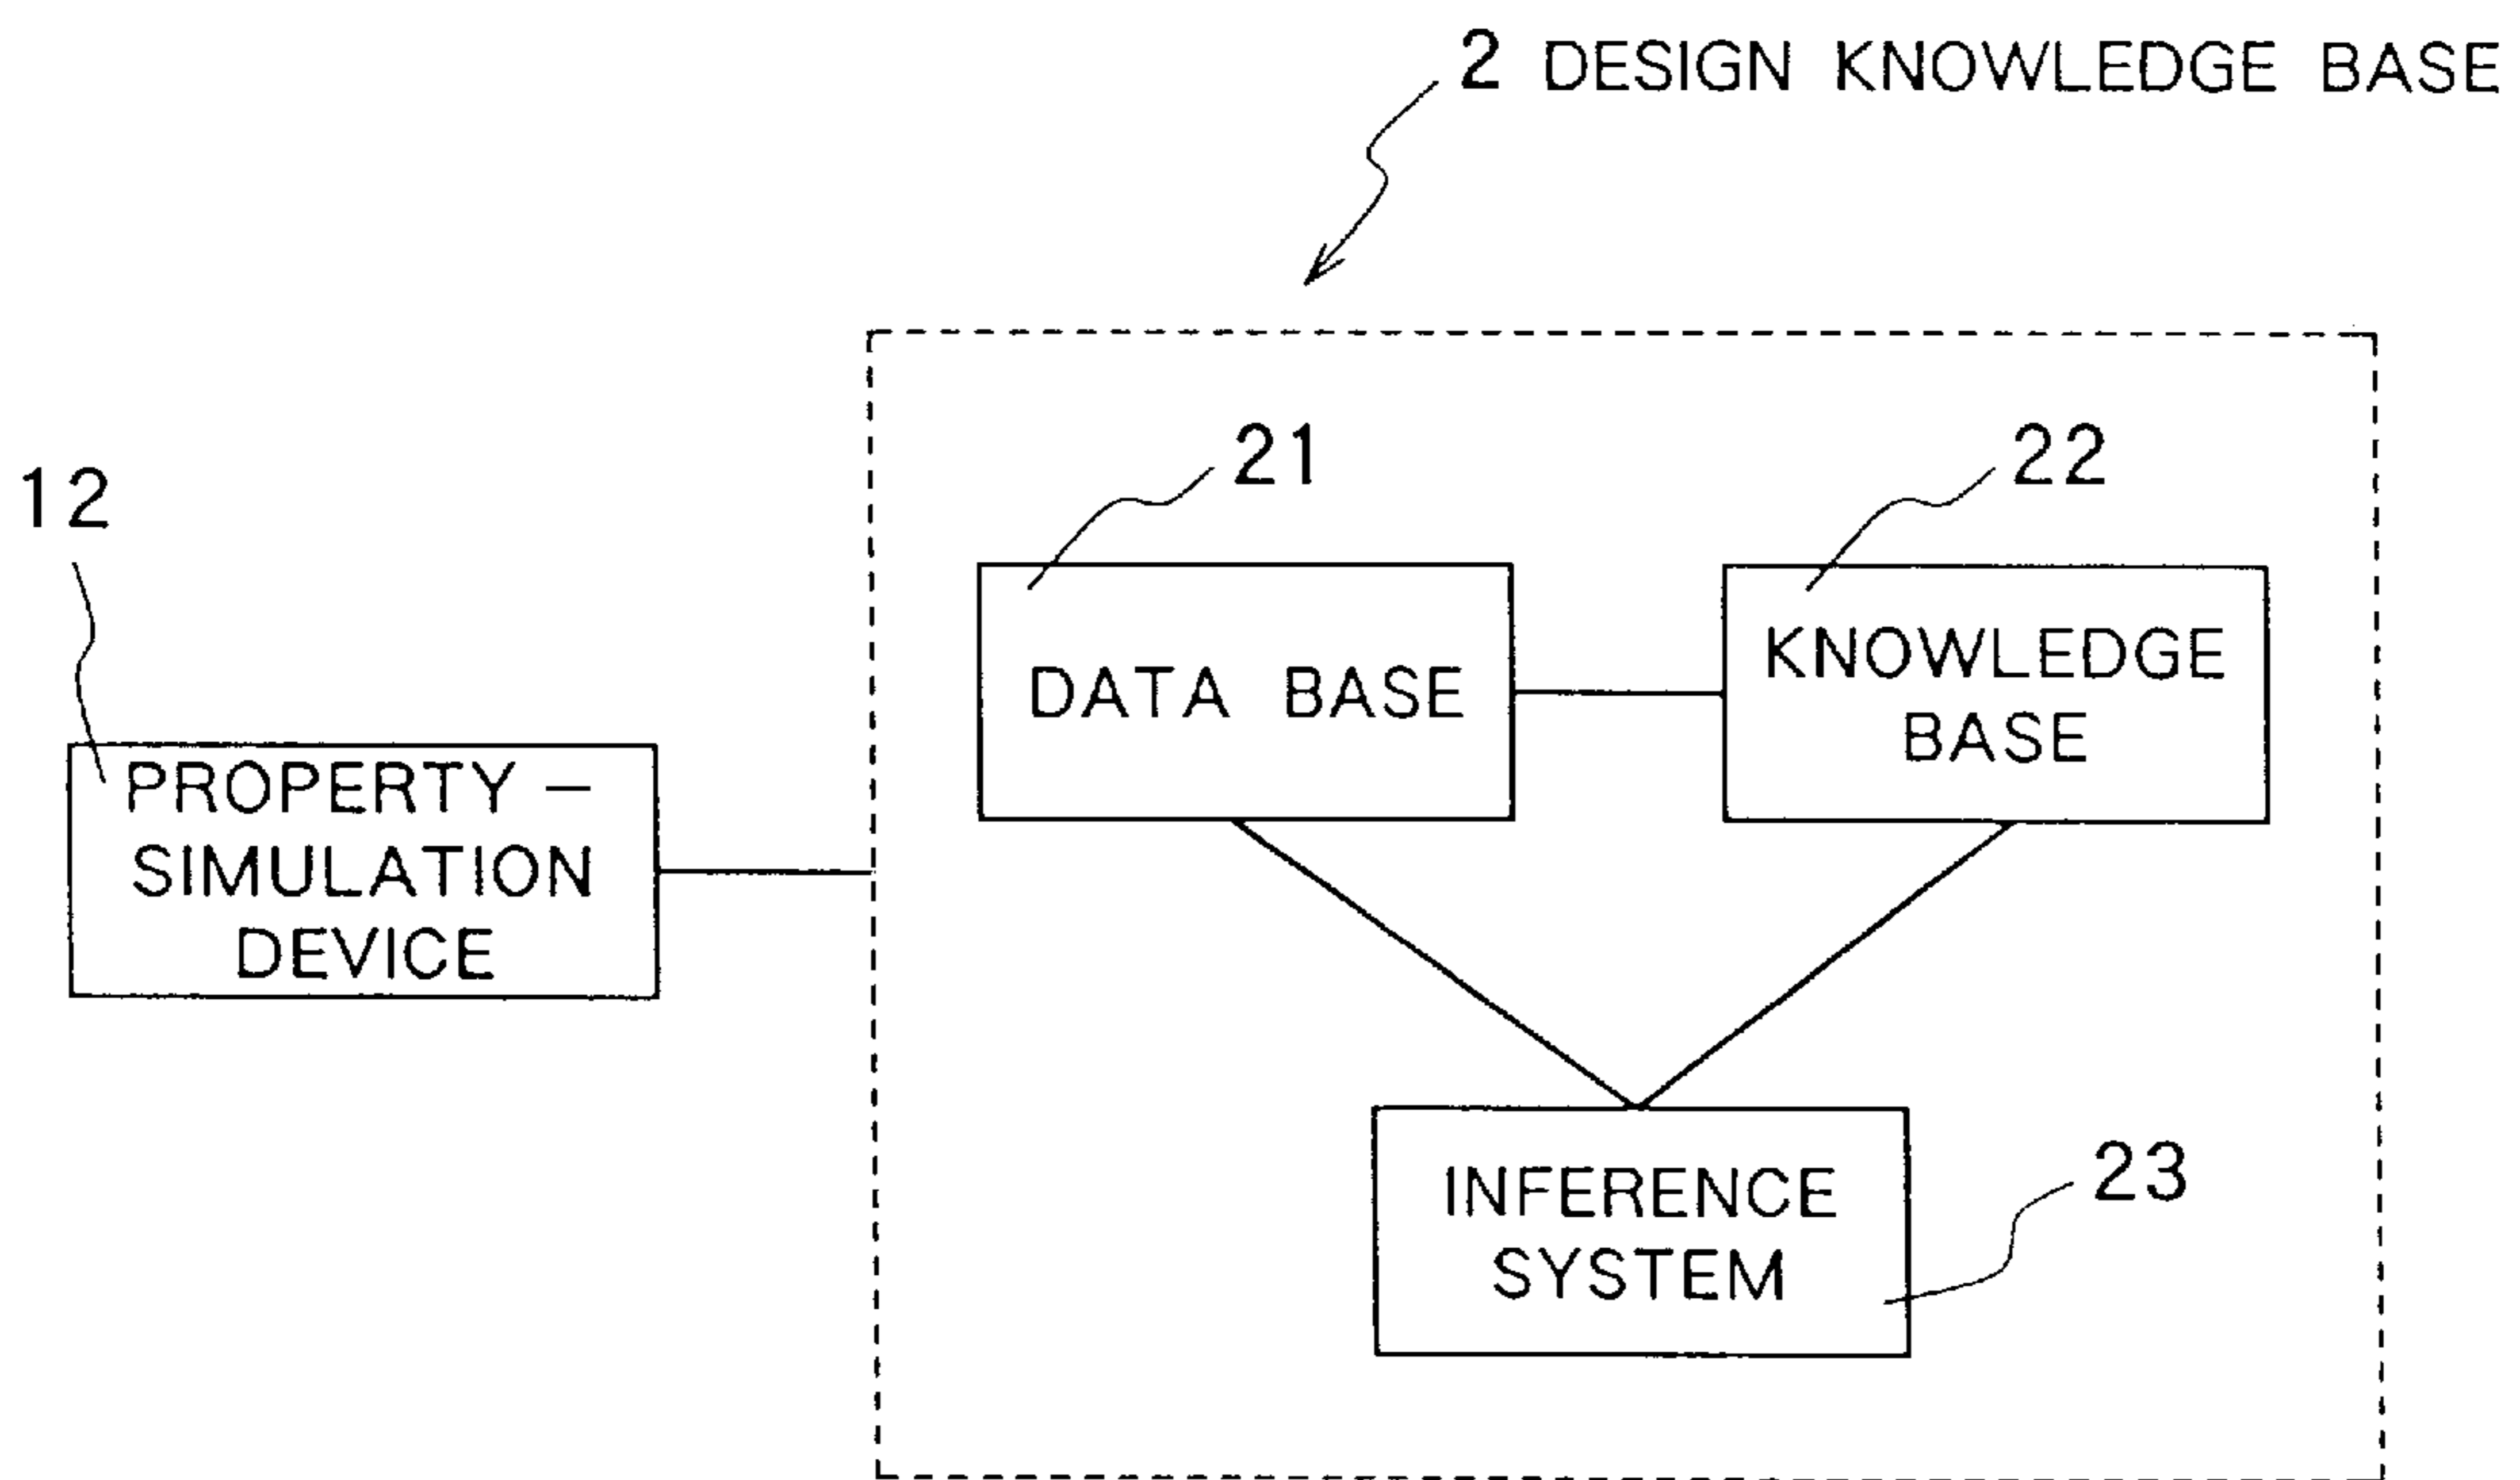 2 DESIGN KNOWLEDGE BASE
21
22
12
DATA BASE
KNOWLEDGE
BASE
PROPERTY –
SIMULATION
DEVICE
INFERENCE
SYSTEM
23